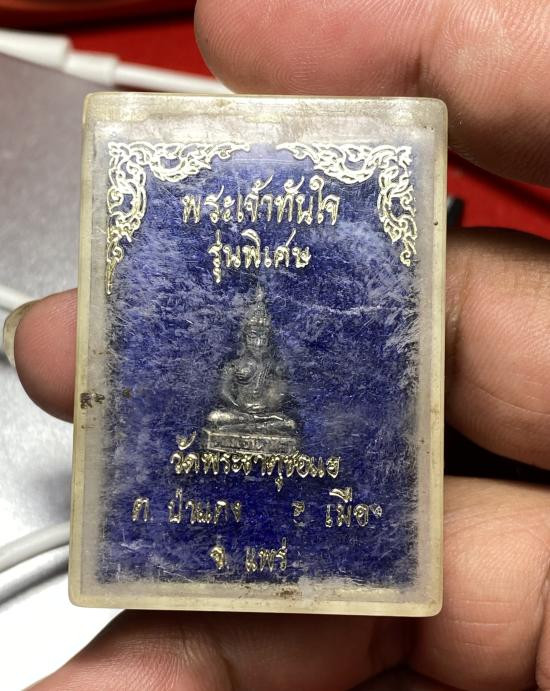 พระเจ้าทันใจ
รุ่นพิเศษ
วัดพระธาตุช่อแฮ
ต. ป่าแดง อ เมือง
จ. แพร่